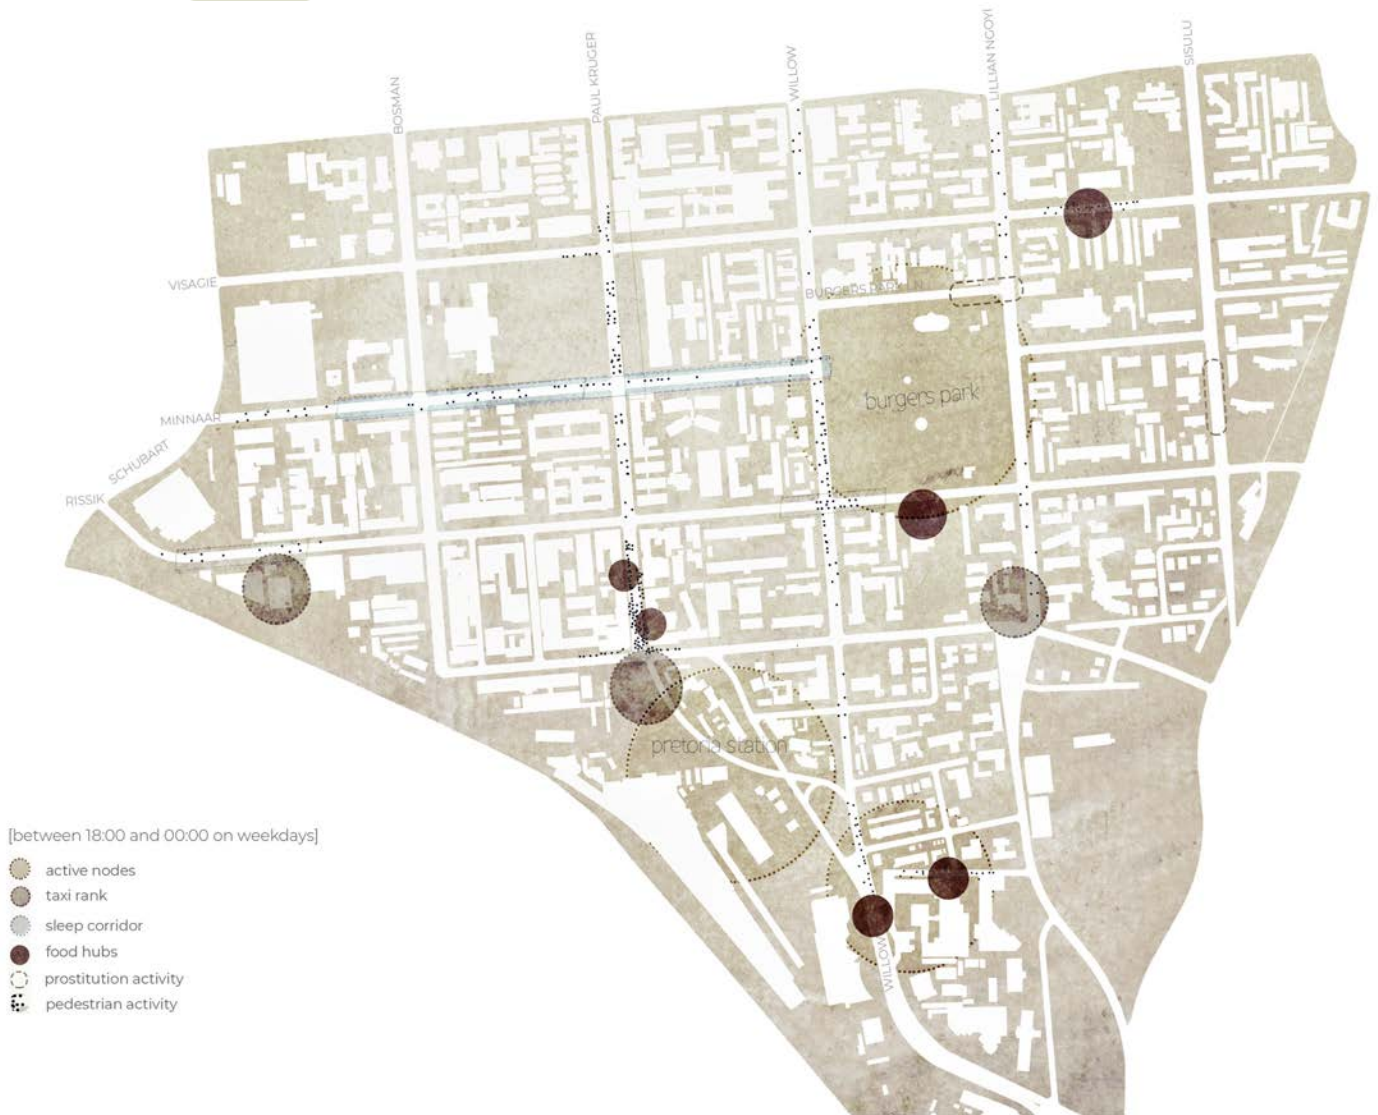 SISULU
LILLIAN NGOYI
PAUL KRUGER
WILLOW
BOSMAN
VISAGIE
BURGERS PARK LN
burgers park
MINNAAR
SCHUBART
RISSIK
pretoria station
WILLOW
[between 18:00 and 00:00 on weekdays]
active nodes
taxi rank
sleep corridor
food hubs
prostitution activity
pedestrian activity